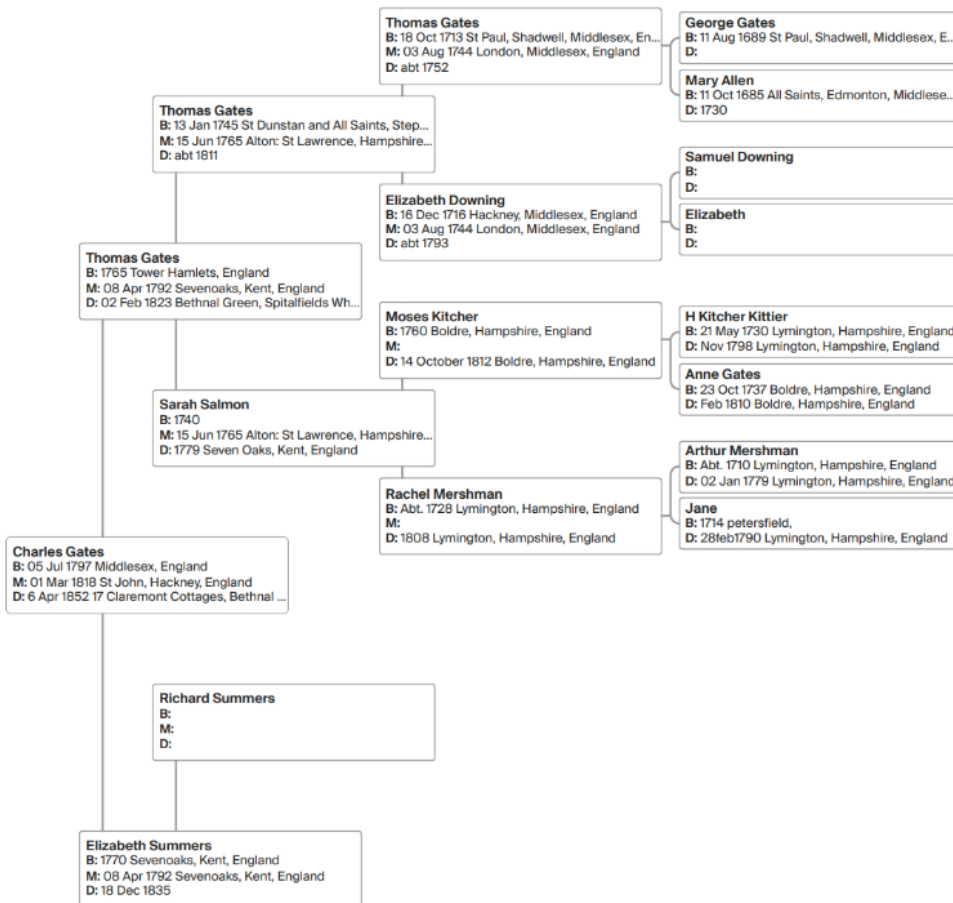 Thomas Gates
B: 18 Oct 1713 St Paul, Shadwell, Middlesex, En...
M: 03 Aug 1744 London, Middlesex, England
D: abt 1752
George Gates
B: 11 Aug 1689 St Paul, Shadwell, Middlesex, E...
D:
Mary Allen
B: 11 Oct 1685 All Saints, Edmonton, Middlese...
D: 1730
Thomas Gates
B: 13 Jan 1745 St Dunstan and All Saints, Step...
M: 15 Jun 1765 Alton: St Lawrence, Hampshire...
D: abt 1811
Samuel Downing
B:
D:
Elizabeth Downing
B: 16 Dec 1716 Hackney, Middlesex, England
M: 03 Aug 1744 London, Middlesex, England
D: abt 1793
Elizabeth
B:
D:
Thomas Gates
B: 1765 Tower Hamlets, England
M: 08 Apr 1792 Sevenoaks, Kent, England
D: 02 Feb 1823 Bethnal Green, Spitalfields Wh...
Moses Kitcher
B: 1760 Boldre, Hampshire, England
M:
D: 14 October 1812 Boldre, Hampshire, England
H Kitcher Kittier
B: 21 May 1730 Lymington, Hampshire, England
D: Nov 1798 Lymington, Hampshire, England
Anne Gates
B: 23 Oct 1737 Boldre, Hampshire, England
D: Feb 1810 Boldre, Hampshire, England
Sarah Salmon
B: 1740
M: 15 Jun 1765 Alton: St Lawrence, Hampshire...
D: 1779 Seven Oaks, Kent, England
Arthur Mershman
B: Abt. 1710 Lymington, Hampshire, England
D: 02 Jan 1779 Lymington, Hampshire, England
Rachel Mershman
B: Abt. 1728 Lymington, Hampshire, England
M:
D: 1808 Lymington, Hampshire, England
Jane
B: 1714 petersfield,
D: 28feb1790 Lymington, Hampshire, England
Charles Gates
B: 05 Jul 1797 Middlesex, England
M: 01 Mar 1818 St John, Hackney, England
D: 6 Apr 1852 17 Claremont Cottages, Bethnal ...
Richard Summers
B:
M:
D:
Elizabeth Summers
B: 1770 Sevenoaks, Kent, England
M: 08 Apr 1792 Sevenoaks, Kent, England
D: 18 Dec 1835